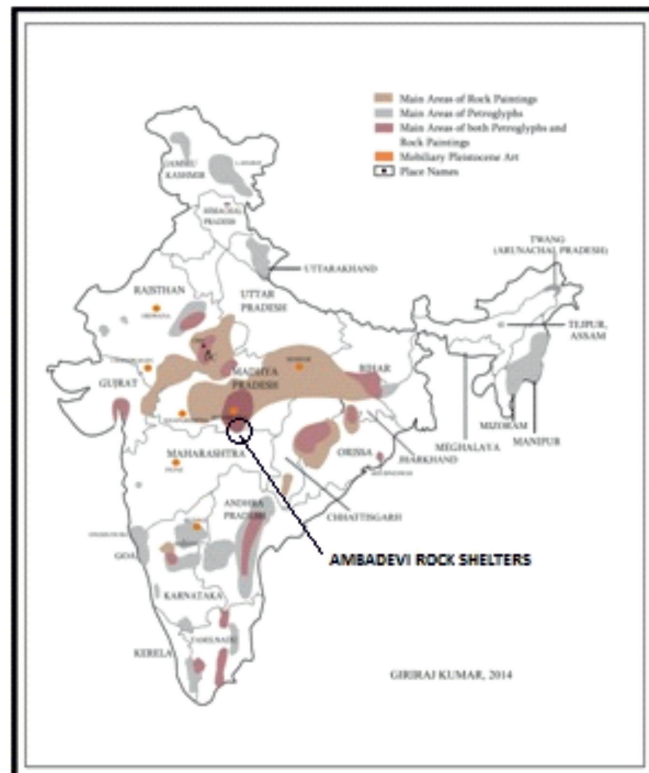 Main Areas of Rock Paintings
Main Areas of Petroglyphs
Main Areas of both Petroglyphs and
Rock Paintings
Mobiliary Pleistocene Art
Place Names
JAMMU
KASHMIR
HIMACHAL
PRADESH
TWANG
(ARUNACHAL PRADESH)
UTTARAKHAND
RAJSTHAN
UTTAR
PRADESH
TEJPUR,
ASSAM
BIHAR
MADHYA
PRADESH
GUJRAT
MIZORAM
MANIPUR
MEGHALAYA
MAHARASHTRA
ORISSA
JHARKHAND
CHHATTISGARH
ANDHRA
PRADESH
GOA
AMBADEVI ROCK SHELTERS
KARNATAKA
TAMILNADU
KERELA
GIRIRAJ KUMAR, 2014